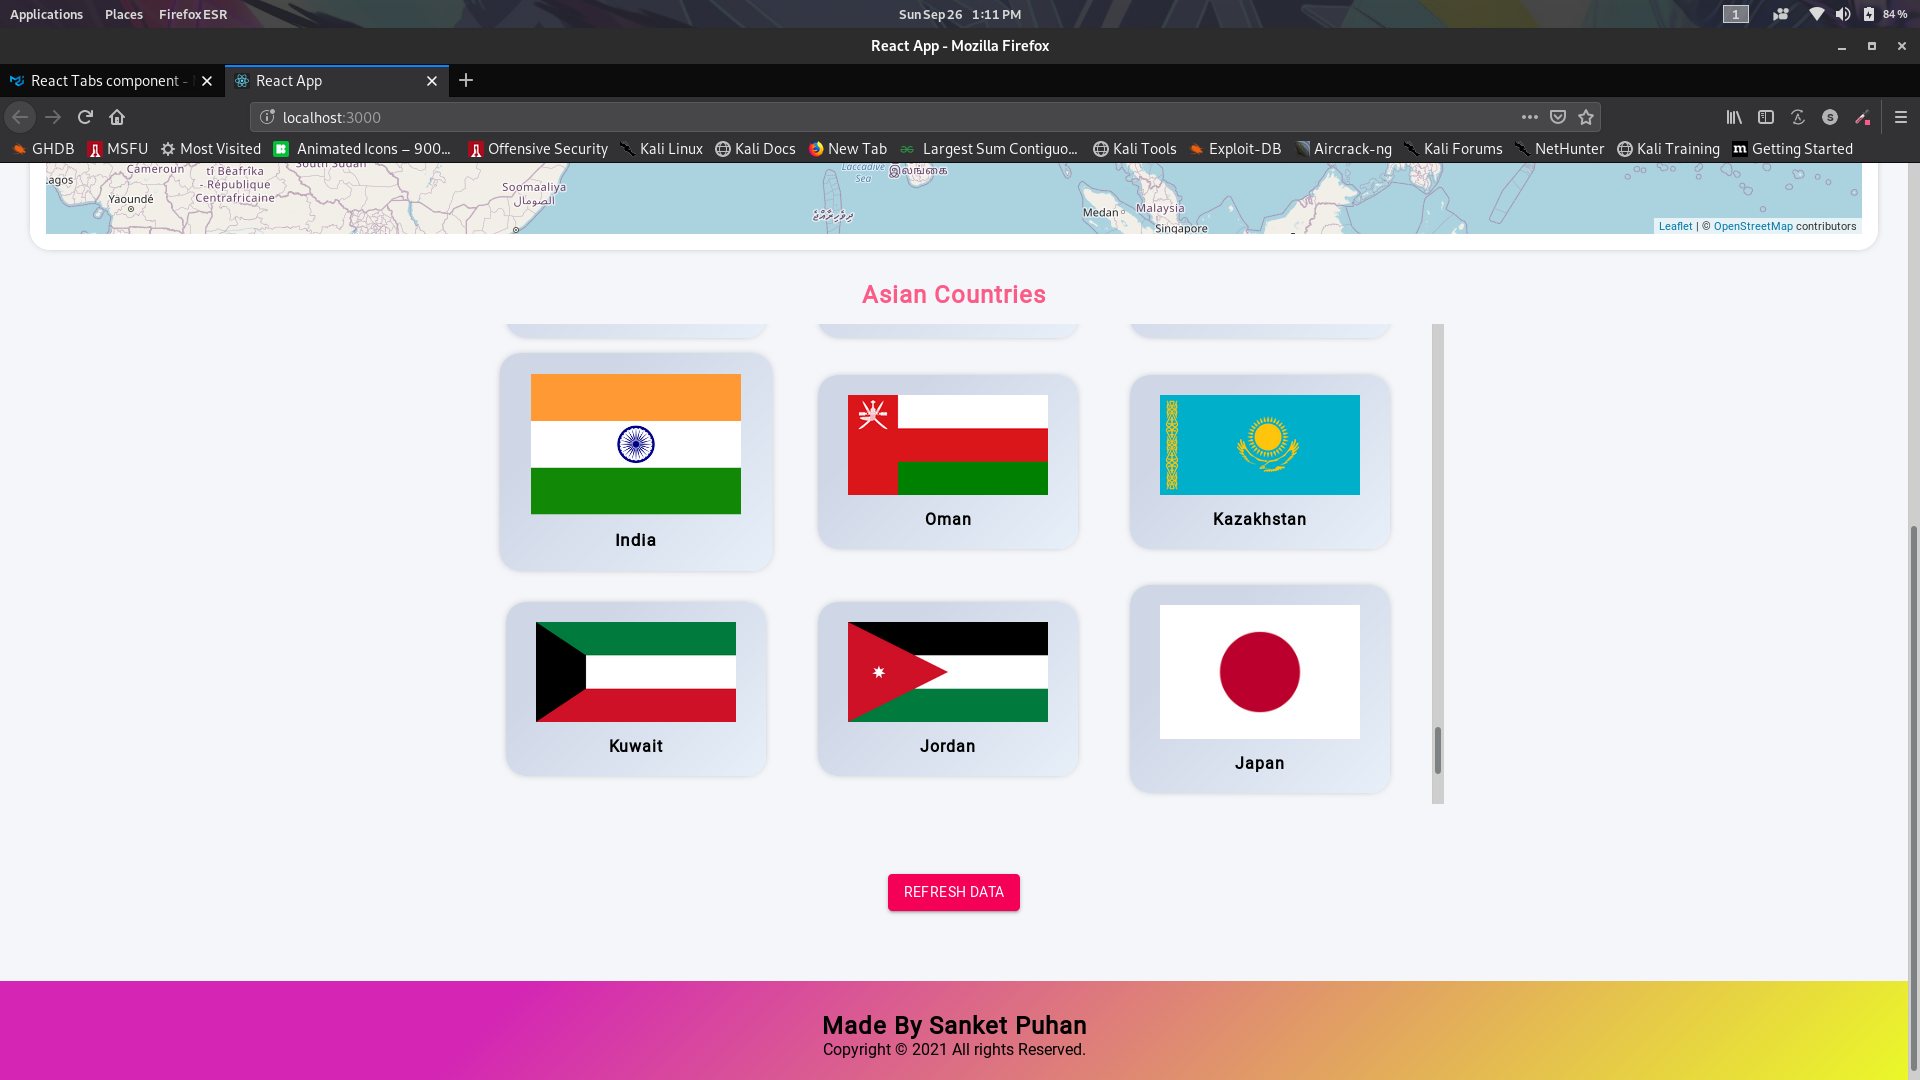 Applications Places Firefox ESR Sun Sep 26 1:11 PM 1 84 %
React App - Mozilla Firefox
React Tabs component - React App
localhost:3000
GHDB MSFU Most Visited Animated Icons – 900... Offensive Security Kali Linux Kali Docs New Tab Largest Sum Contiguo... Kali Tools Exploit-DB Aircrack-ng Kali Forums NetHunter Kali Training Getting Started
South Sudan
Cameroun
Laccadive
Sea
இலங்கை
Lagos
tî Bêafrîka
- République
Centrafricaine
Yaoundé
Soomaaliya
الصومال
Medan
Malaysia
Singapore
Leaflet | © OpenStreetMap contributors
Asian Countries
India
Oman
Kazakhstan
Kuwait
Jordan
Japan
REFRESH DATA
Made By Sanket Puhan
Copyright © 2021 All rights Reserved.